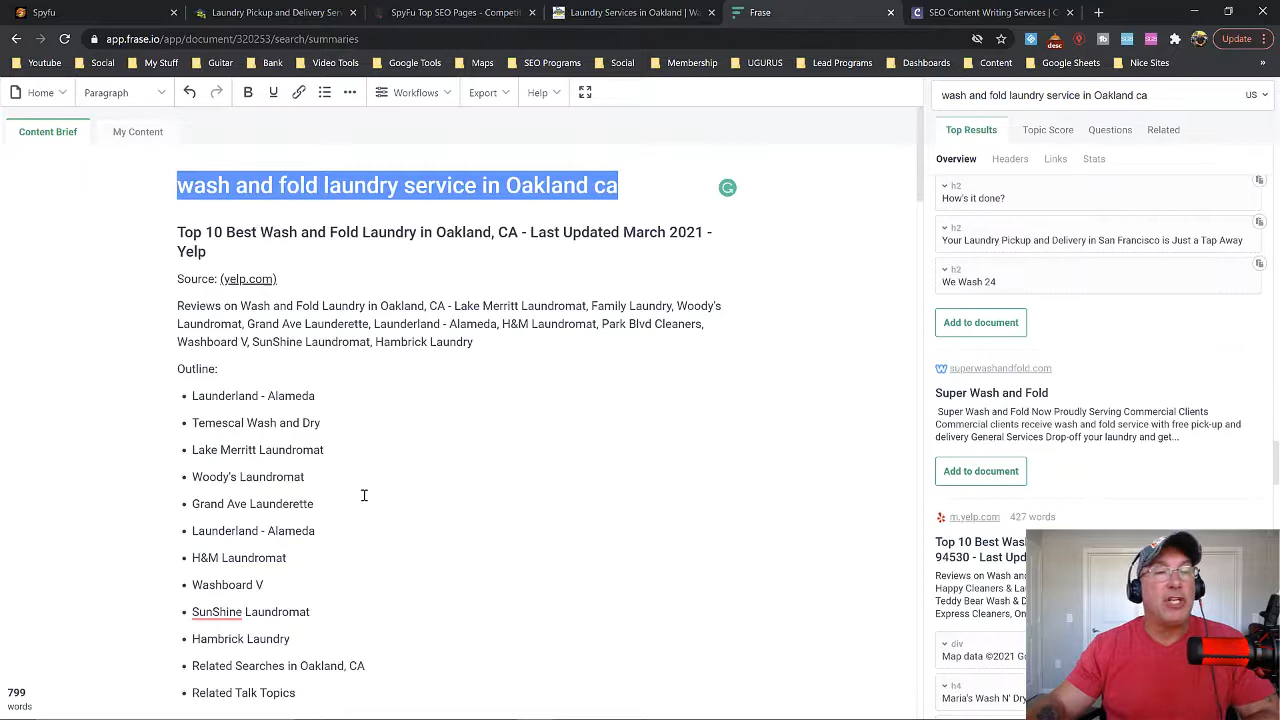 Spyfu
Laundry Pickup and Delivery Serv
SpyFu Top SEO Pages - Competit
Laundry Services in Oakland | Wa
Frase
SEO Content Writing Services | C
app.frase.io/app/document/320253/search/summaries
Update
Youtube
Social
My Stuff
Guitar
Bank
Video Tools
Google Tools
Maps
SEO Programs
Social
Membership
UGURUS
Lead Programs
Dashboards
Content Grabbers
Nice Sites
Home
Paragraph
Workflows
Export
Help
wash and fold laundry service in Oakland ca
US
Content Brief
My Content
Top Results
Topic Score
Questions
Related
Overview
Headers
Links
Stats
wash and fold laundry service in Oakland ca
Top 10 Best Wash and Fold Laundry in Oakland, CA - Last Updated March 2021 -
Yelp
Source: (yelp.com)
Reviews on Wash and Fold Laundry in Oakland, CA - Lake Merritt Laundromat, Family Laundry, Woody's
Laundromat, Grand Ave Launderette, Launderland - Alameda, H&M Laundromat, Park Blvd Cleaners,
Washboard V, SunShine Laundromat, Hambrick Laundry
Outline:
• Launderland - Alameda
• Temescal Wash and Dry
• Lake Merritt Laundromat
• Woody's Laundromat
• Grand Ave Launderette
• Launderland - Alameda
• H&M Laundromat
• Washboard V
• SunShine Laundromat
• Hambrick Laundry
• Related Searches in Oakland, CA
• Related Talk Topics
799
words
h2
How's it done?
h2
Your Laundry Pickup and Delivery in San Francisco is Just a Tap Away
h2
We Wash 24
Add to document
superwashandfold.com
Super Wash and Fold
Super Wash and Fold Now Proudly Serving Commercial Clients
Commercial clients receive wash and fold service with free pick-up and
delivery General Services Drop-off your laundry and get...
Add to document
m.yelp.com 427 words
Top 10 Best Was
94530 - Last Upd
Reviews on Wash and
Happy Cleaners & La
Teddy Bear Wash & D
Express Cleaners, On
div
Map data ©2021 Go
h4
Maria's Wash N' Dry